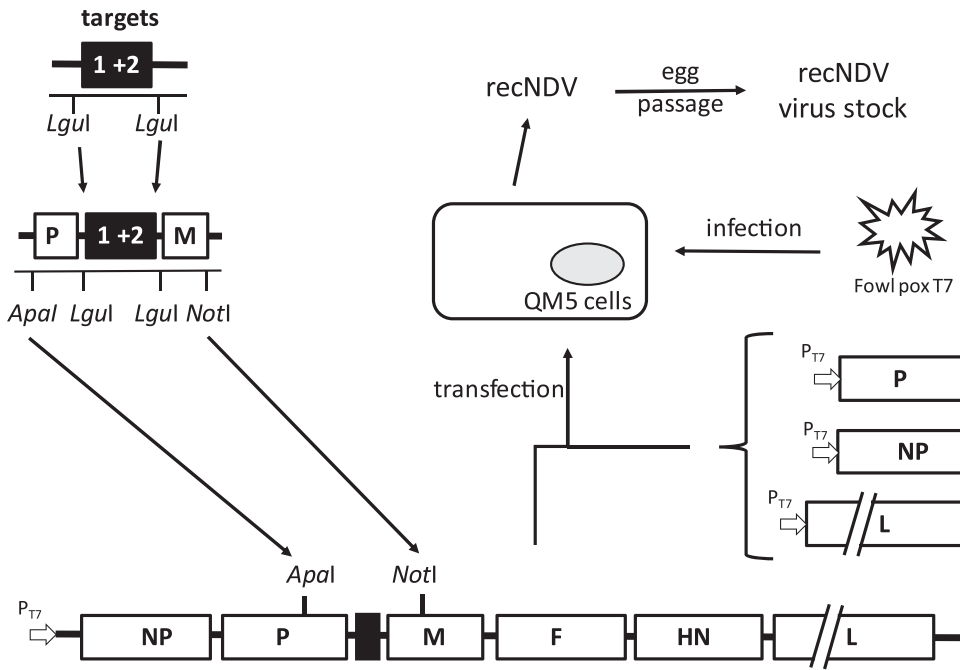 targets
1 +2
LguI LguI
P 1 +2 M
ApaI LguI LguI NotI
recNDV
egg
passage
recNDV
virus stock
infection
Fowl pox T7
QM5 cells
transfection
PT7
P
PT7
NP
PT7
L
ApaI NotI
PT7
NP P M F HN L